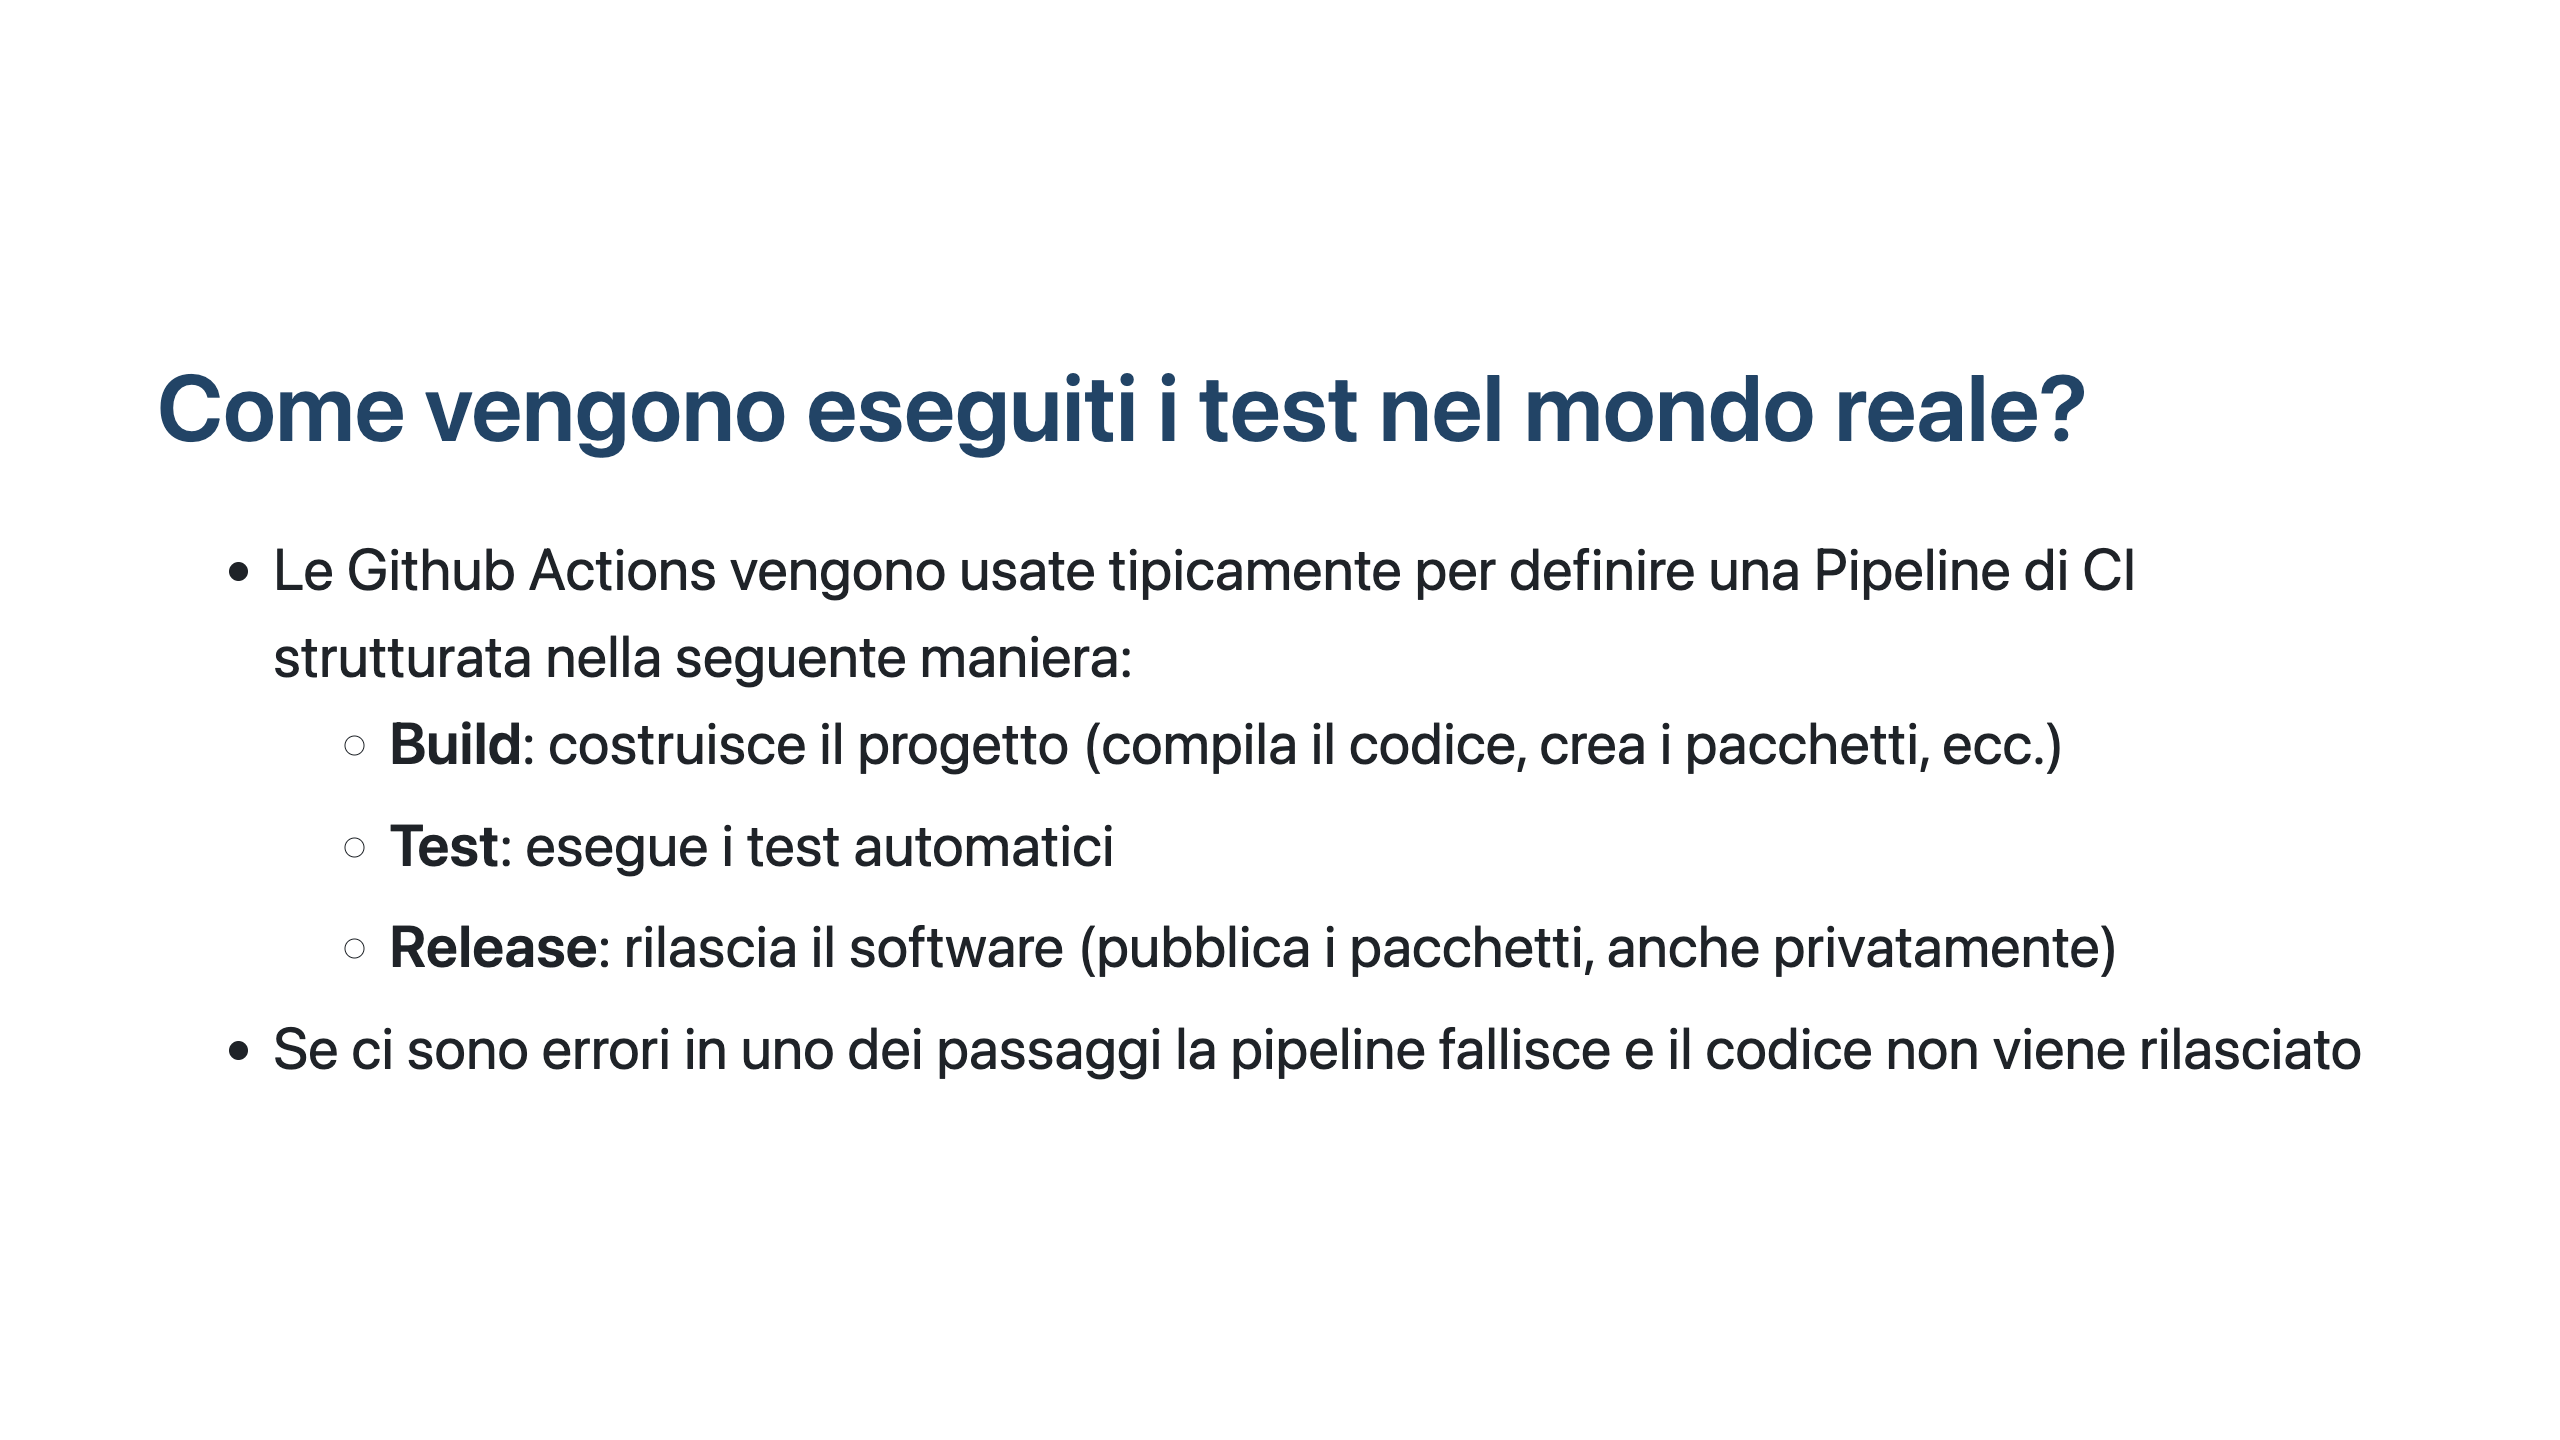 Come vengono eseguiti i test nel mondo reale?
Le Github Actions vengono usate tipicamente per definire una Pipeline di CI
strutturata nella seguente maniera:
Build: costruisce il progetto (compila il codice, crea i pacchetti, ecc.)
Test: esegue i test automatici
Release: rilascia il software (pubblica i pacchetti, anche privatamente)
Se ci sono errori in uno dei passaggi la pipeline fallisce e il codice non viene rilasciato